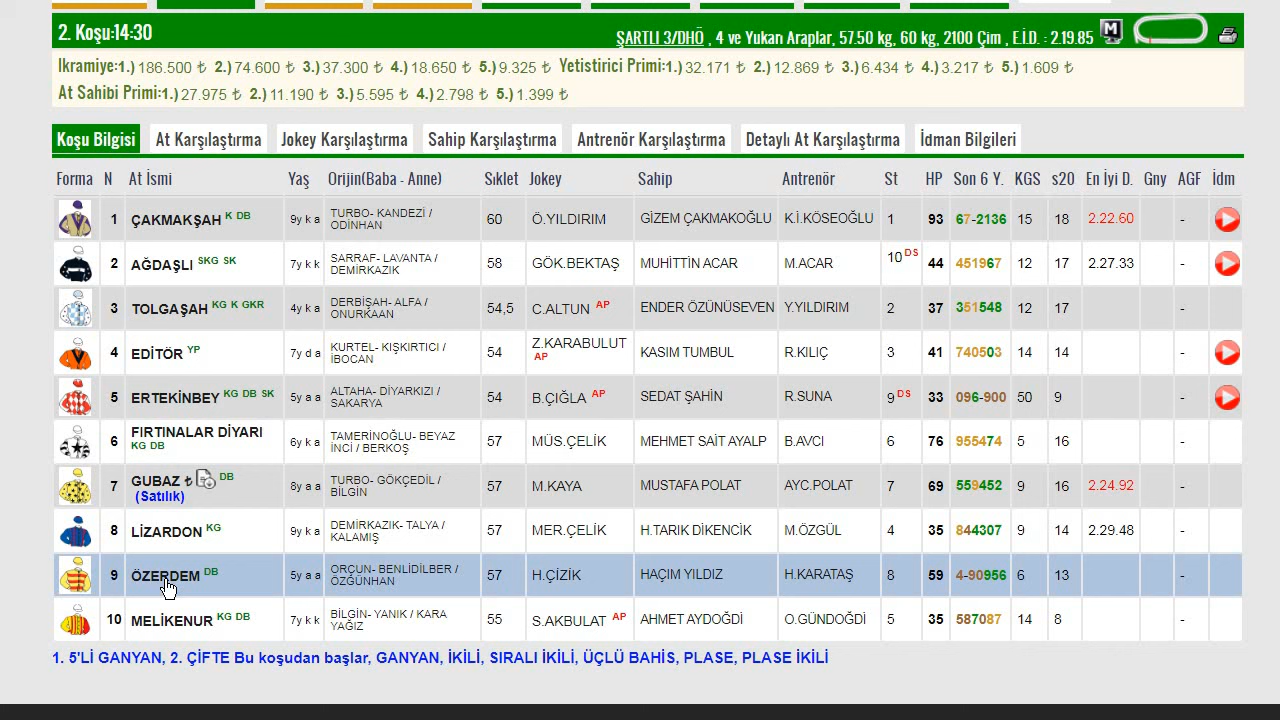 2. Koşu:14:30
ŞARTLI 3/DHÖ , 4 ve Yukarı Araplar, 57.50 kg, 60 kg, 2100 Çim , E.İ.D. : 2.19.85 M
Ikramiye:1.) 186.500 ₺ 2.) 74.600 ₺ 3.) 37.300 ₺ 4.) 18.650 ₺ 5.) 9.325 ₺ Yetistirici Primi:1.) 32.171 ₺ 2.) 12.869 ₺ 3.) 6.434 ₺ 4.) 3.217 ₺ 5.) 1.609 ₺
At Sahibi Primi:1.) 27.975 ₺ 2.) 11.190 ₺ 3.) 5.595 ₺ 4.) 2.798 ₺ 5.) 1.399 ₺
Koşu Bilgisi At Karşılaştırma Jokey Karşılaştırma Sahip Karşılaştırma Antrenör Karşılaştırma Detaylı At Karşılaştırma İdman Bilgileri
Forma N At İsmi Yaş Orijin(Baba - Anne) Sıklet Jokey Sahip Antrenör St HP Son 6 Y. KGS s20 En İyi D. Gny AGF İdm
1 ÇAKMAKŞAH K DB 9y k a TURBO- KANDEZİ / ODİNHAN 60 Ö.YILDIRIM GİZEM ÇAKMAKOĞLU K.İ.KÖSEOĞLU 1 93 67-2136 15 18 2.22.60 -
2 AĞDAŞLI SKG SK 7y k k SARRAF- LAVANTA / DEMİRKAZIK 58 GÖK.BEKTAŞ MUHİTTİN ACAR M.ACAR 10 DS 44 451967 12 17 2.27.33 -
3 TOLGAŞAH KG K GKR 4y k a DERBİŞAH- ALFA / ONURKAAN 54,5 C.ALTUN AP ENDER ÖZÜNÜSEVEN Y.YILDIRIM 2 37 351548 12 17 -
4 EDİTÖR YP 7y d a KURTEL- KIŞKIRTICI / İBOCAN 54 Z.KARABULUT AP KASIM TUMBUL R.KILIÇ 3 41 740503 14 14 -
5 ERTEKİNBEY KG DB SK 5y a a ALTAHA- DİYARKIZI / SAKARYA 54 B.ÇIĞLA AP SEDAT ŞAHİN R.SUNA 9 DS 33 096-900 50 9 -
6 FIRTINALAR DİYARI KG DB 6y k a TAMERİNOĞLU- BEYAZ İNCİ / BERKOŞ 57 MÜS.ÇELİK MEHMET SAİT AYALP B.AVCI 6 76 955474 5 16 -
7 GUBAZ ₺ DB (Satılık) 8y a a TURBO- GÖKÇEDİL / BİLGİN 57 M.KAYA MUSTAFA POLAT AYC.POLAT 7 69 559452 9 16 2.24.92 -
8 LİZARDON KG 9y k a DEMİRKAZIK- TALYA / KALAMIŞ 57 MER.ÇELİK H.TARIK DİKENCİK M.ÖZGÜL 4 35 844307 9 14 2.29.48 -
9 ÖZERDEM DB 5y a a ORÇUN- BENLİDİLBER / ÖZGÜNHAN 57 H.ÇİZİK HAÇIM YILDIZ H.KARATAŞ 8 59 4-90956 6 13 -
10 MELİKENUR KG DB 7y k k BİLGİN- YANIK / KARA YAĞIZ 55 S.AKBULAT AP AHMET AYDOĞDİ O.GÜNDOĞDİ 5 35 587087 14 8 -
1. 5'Lİ GANYAN, 2. ÇİFTE Bu koşudan başlar, GANYAN, İKİLİ, SIRALI İKİLİ, ÜÇLÜ BAHİS, PLASE, PLASE İKİLİ